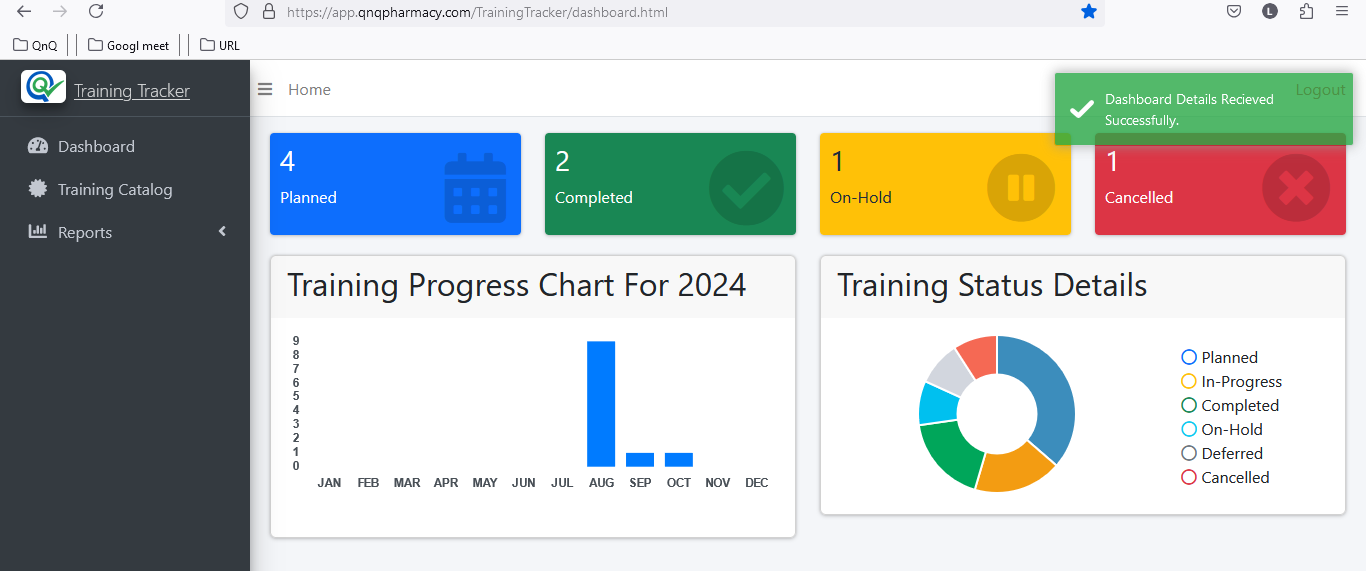 https://app.qnqpharmacy.com/TrainingTracker/dashboard.html
L
QnQ
Googl meet
URL
Q
Training Tracker
Home
Logout
Dashboard Details Recieved
Successfully.
Dashboard
Training Catalog
Reports
4
Planned
2
Completed
1
On-Hold
1
Cancelled
Training Progress Chart For 2024
9
8
7
6
5
4
3
2
1
0
JAN FEB MAR APR MAY JUN JUL AUG SEP OCT NOV DEC
Training Status Details
Planned
In-Progress
Completed
On-Hold
Deferred
Cancelled